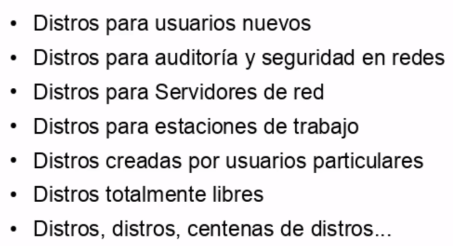 • Distros para usuarios nuevos
• Distros para auditoría y seguridad en redes
• Distros para Servidores de red
• Distros para estaciones de trabajo
• Distros creadas por usuarios particulares
• Distros totalmente libres
• Distros, distros, centenas de distros...